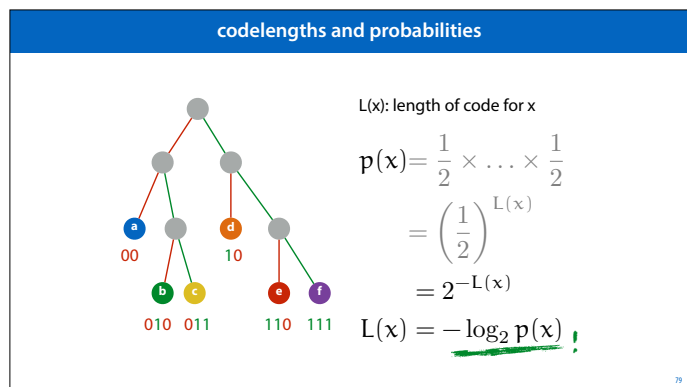 codelengths and probabilities
L(x): length of code for x
p(x) = 1/2 × … × 1/2
= (1/2)^L(x)
= 2^−L(x)
L(x) = −log₂ p(x) !
a
d
00
10
b c e f
010 011 110 111
79